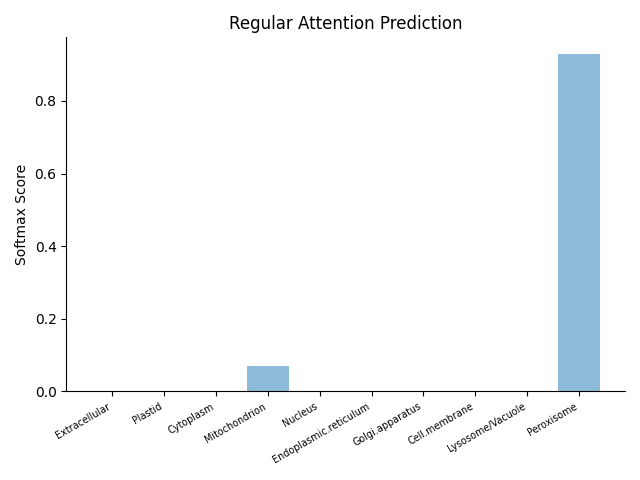 Regular Attention Prediction
Softmax Score
0.8
0.6
0.4
0.2
0.0
Extracellular
Plastid
Cytoplasm
Mitochondrion
Nucleus
Endoplasmic.reticulum
Golgi.apparatus
Cell.membrane
Lysosome/Vacuole
Peroxisome